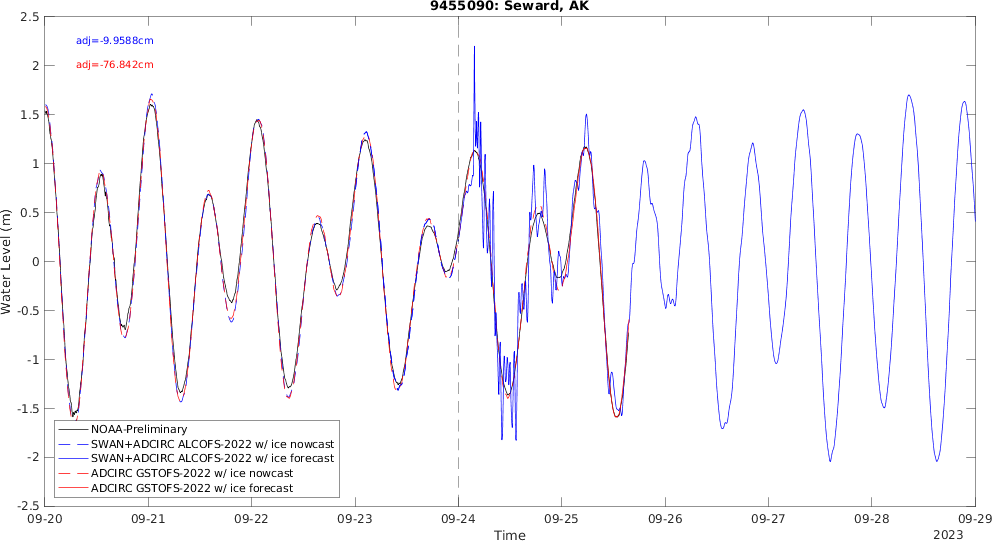 9455090: Seward, AK
2.5
2
1.5
1
0.5
0
-0.5
-1
-1.5
-2
-2.5
Water Level (m)
adj=-9.9588cm
adj=-76.842cm
NOAA-Preliminary
SWAN+ADCIRC ALCOFS-2022 w/ ice nowcast
SWAN+ADCIRC ALCOFS-2022 w/ ice forecast
ADCIRC GSTOFS-2022 w/ ice nowcast
ADCIRC GSTOFS-2022 w/ ice forecast
09-20 09-21 09-22 09-23 09-24 09-25 09-26 09-27 09-28 09-29
Time
2023